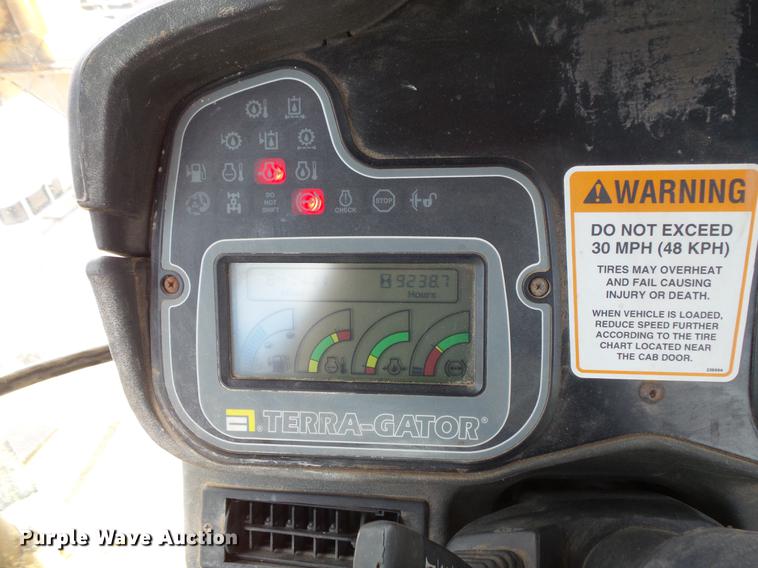 DO
NOT
SHIFT
CHECK
STOP
9238.7
Hours
TERRA-GATOR®
WARNING
DO NOT EXCEED
30 MPH (48 KPH)
TIRES MAY OVERHEAT
AND FAIL CAUSING
INJURY OR DEATH.
WHEN VEHICLE IS LOADED,
REDUCE SPEED FURTHER
ACCORDING TO THE TIRE
CHART LOCATED NEAR
THE CAB DOOR.
Purple Wave Auction